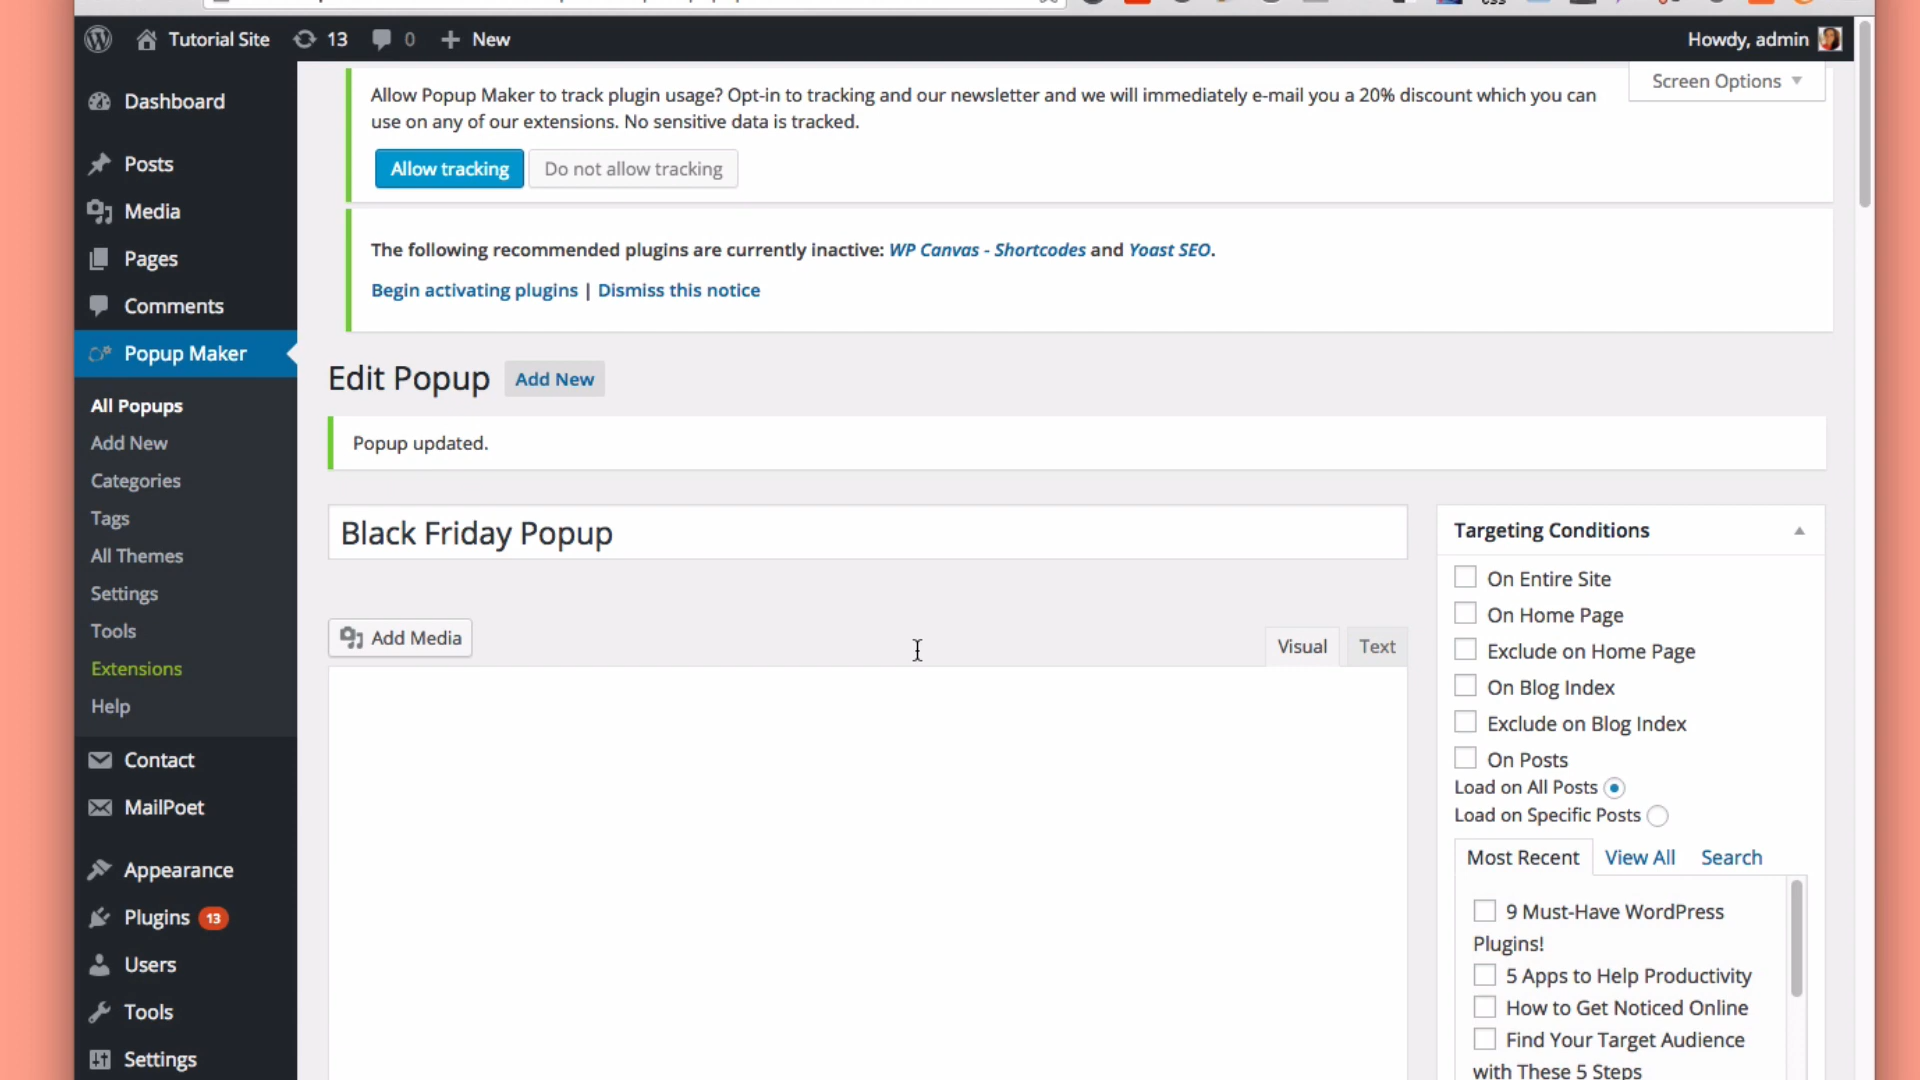 Tutorial Site 13 0 New Howdy, admin
Screen Options
Dashboard
Posts
Media
Pages
Comments
Popup Maker
All Popups
Add New
Categories
Tags
All Themes
Settings
Tools
Extensions
Help
Contact
MailPoet
Appearance
Plugins 13
Users
Tools
Settings
Allow Popup Maker to track plugin usage? Opt-in to tracking and our newsletter and we will immediately e-mail you a 20% discount which you can
use on any of our extensions. No sensitive data is tracked.
Allow tracking Do not allow tracking
The following recommended plugins are currently inactive: WP Canvas - Shortcodes and Yoast SEO.
Begin activating plugins | Dismiss this notice
Edit Popup Add New
Popup updated.
Black Friday Popup
Add Media Visual Text
Targeting Conditions
On Entire Site
On Home Page
Exclude on Home Page
On Blog Index
Exclude on Blog Index
On Posts
Load on All Posts
Load on Specific Posts
Most Recent View All Search
9 Must-Have WordPress
Plugins!
5 Apps to Help Productivity
How to Get Noticed Online
Find Your Target Audience
with These 5 Steps